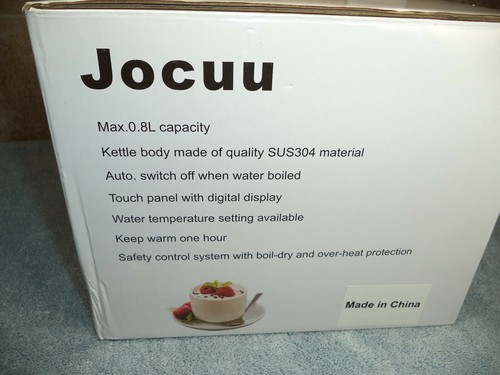 Jocuu
Max.0.8L capacity
Kettle body made of quality SUS304 material
Auto. switch off when water boiled
Touch panel with digital display
Water temperature setting available
Keep warm one hour
Safety control system with boil-dry and over-heat protection
Made in China